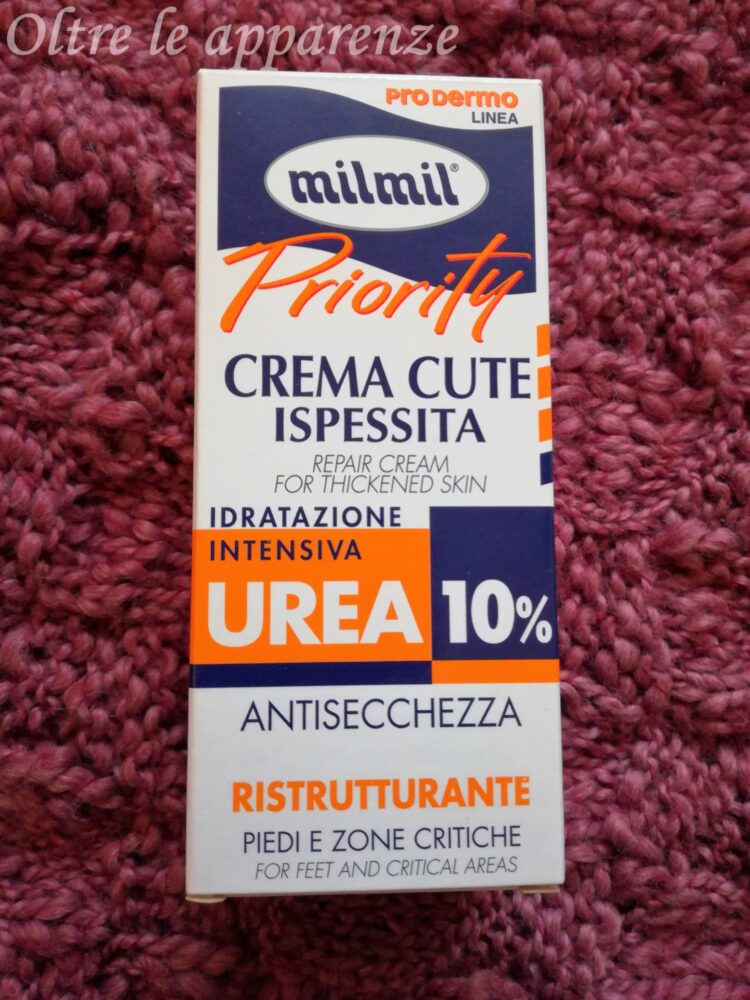 Oltre le apparenze
PRODERMO
LINEA
milmil®
Priority
CREMA CUTE
ISPESSITA
REPAIR CREAM
FOR THICKENED SKIN
IDRATAZIONE
INTENSIVA
UREA 10%
ANTISECCHEZZA
RISTRUTTURANTE
PIEDI E ZONE CRITICHE
FOR FEET AND CRITICAL AREAS